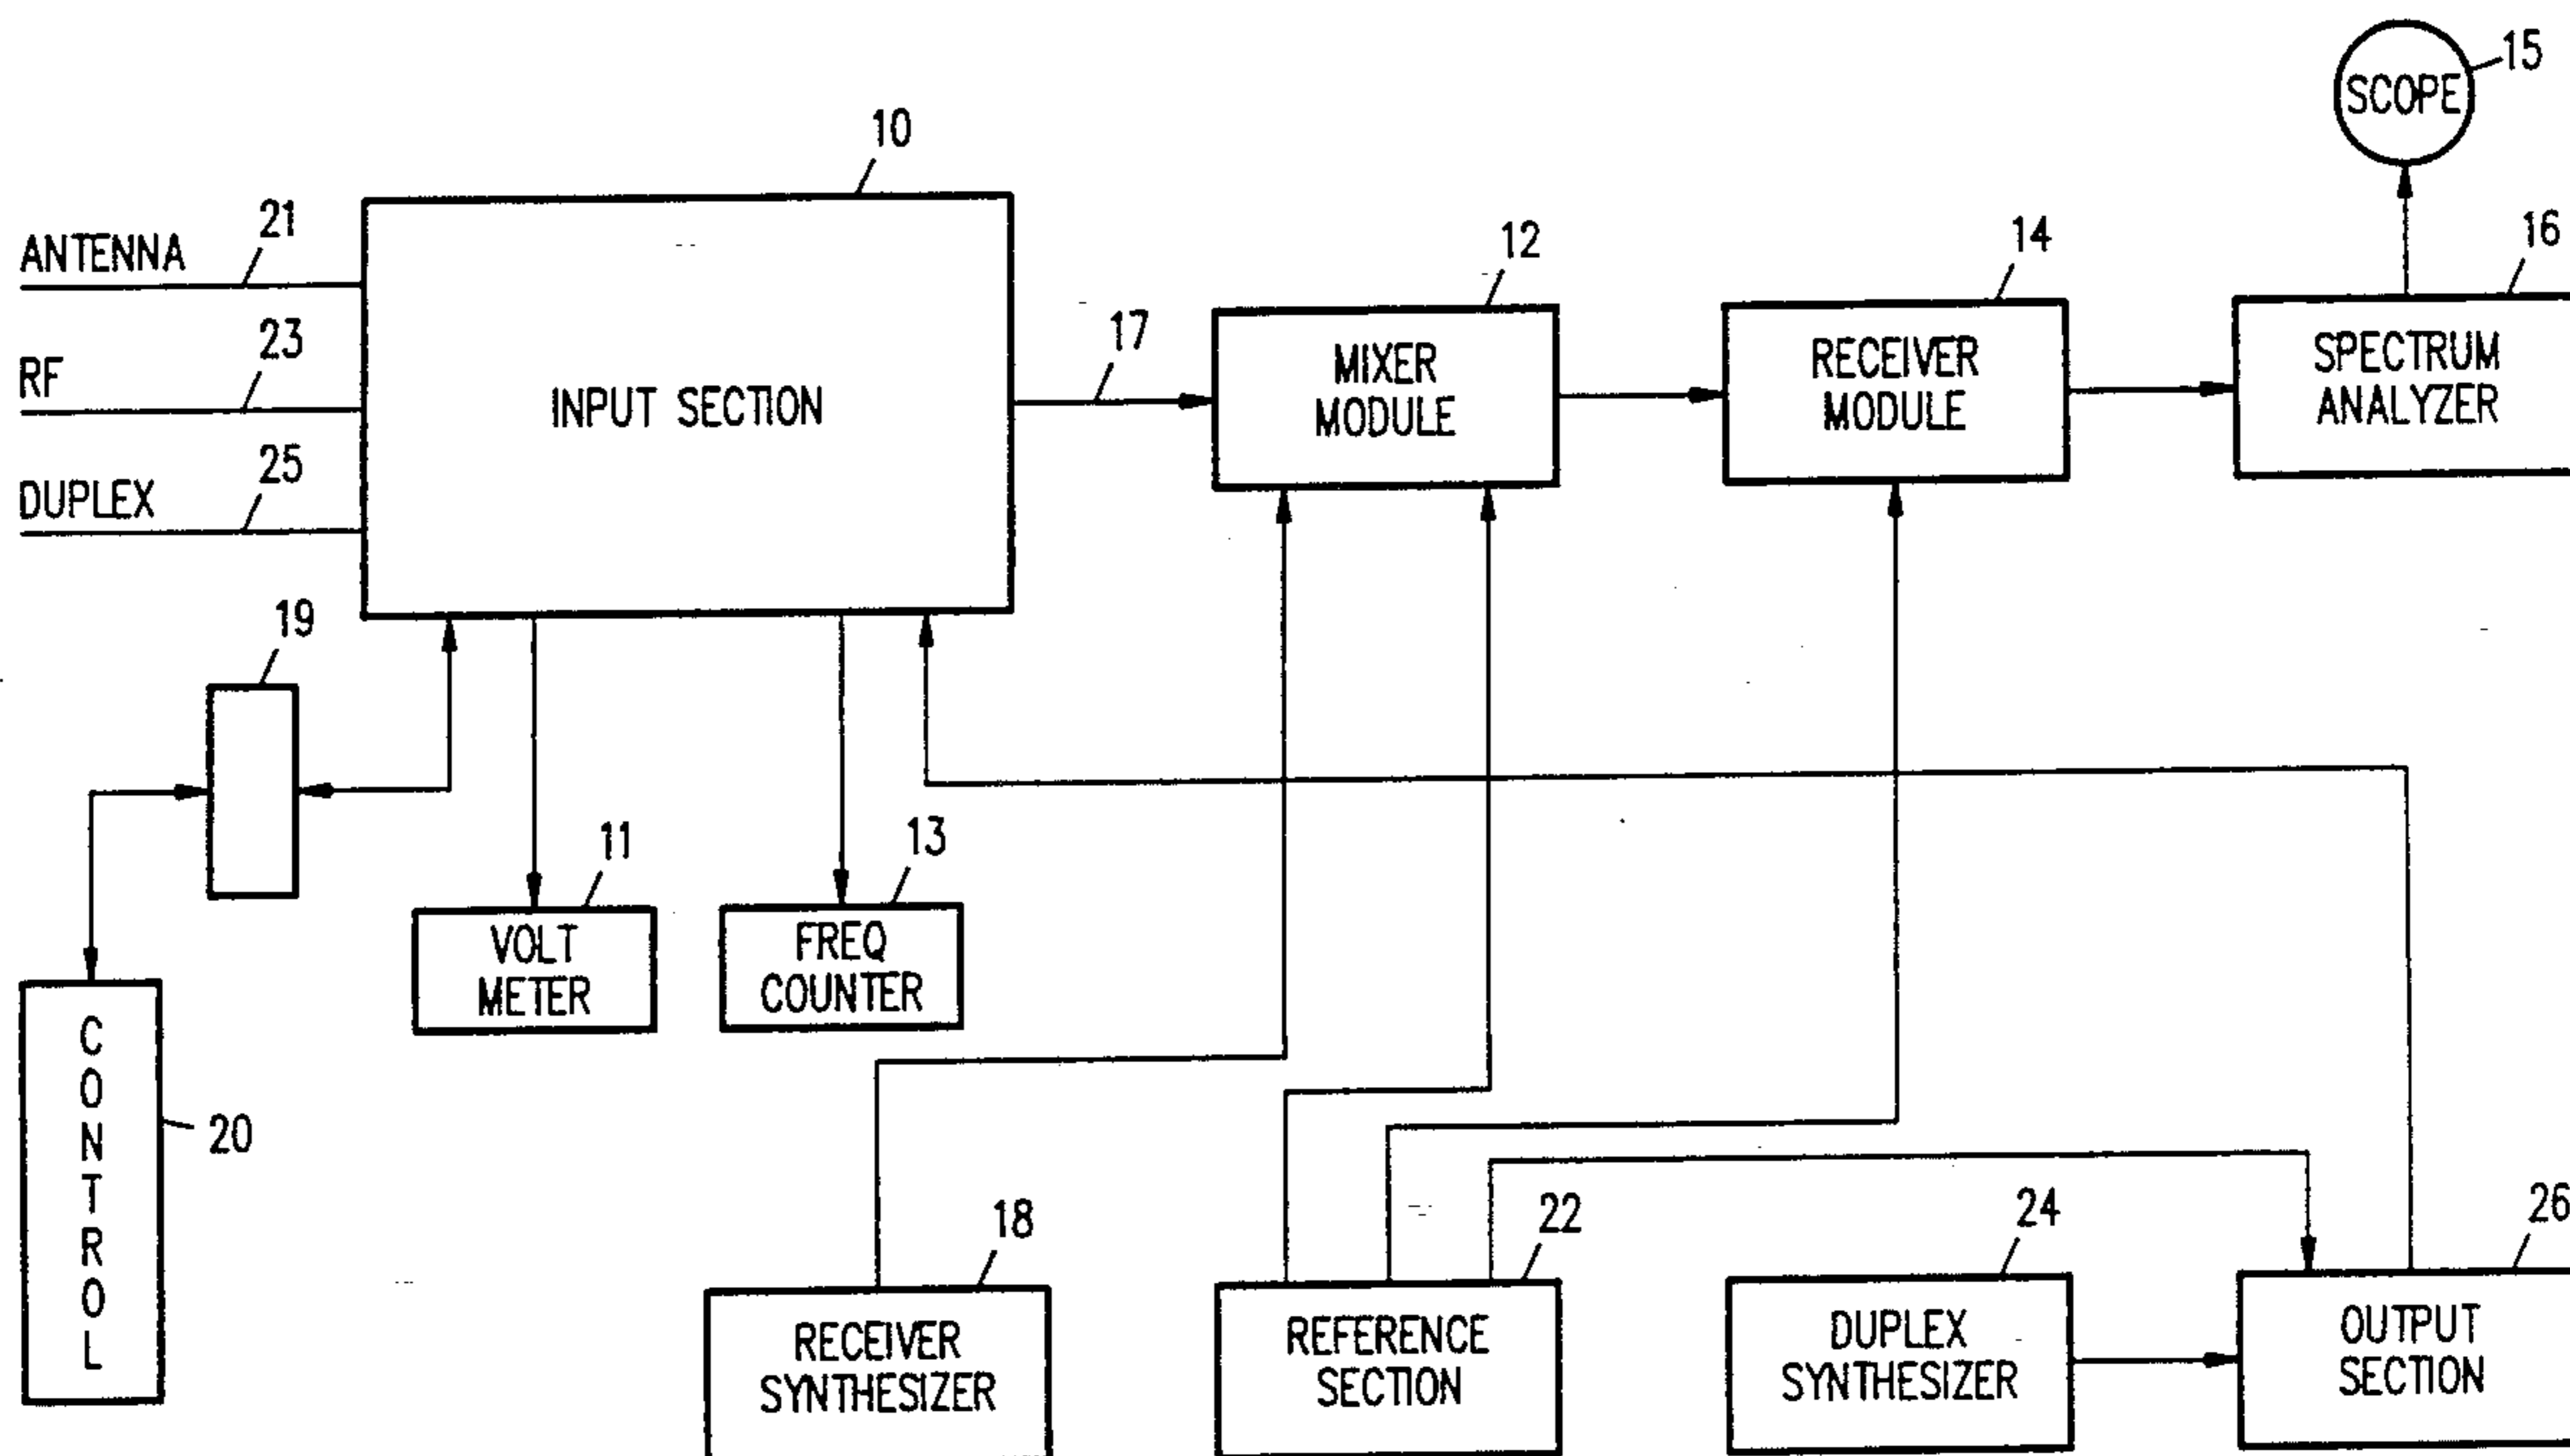 SCOPE
15
10
ANTENNA
21
12
14
16
RF
23
INPUT SECTION
17
MIXER
MODULE
RECEIVER
MODULE
SPECTRUM
ANALYZER
DUPLEX
25
19
11
13
VOLT
METER
FREQ
COUNTER
CONTROL
20
18
22
24
26
RECEIVER
SYNTHESIZER
REFERENCE
SECTION
DUPLEX
SYNTHESIZER
OUTPUT
SECTION